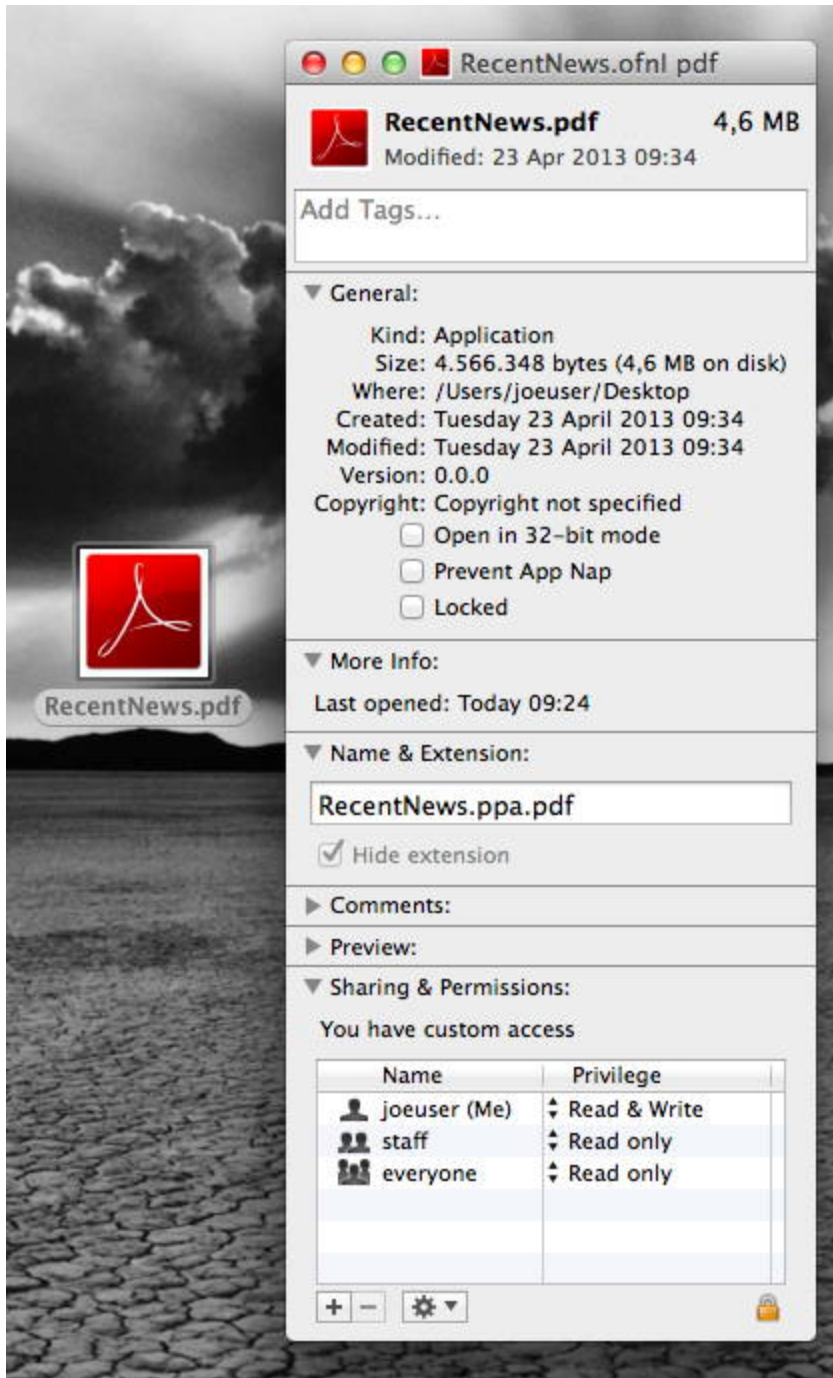 RecentNews.ofnI pdf
RecentNews.pdf 4,6 MB
Modified: 23 Apr 2013 09:34
Add Tags...
General:
Kind: Application
Size: 4.566.348 bytes (4,6 MB on disk)
Where: /Users/joeuser/Desktop
Created: Tuesday 23 April 2013 09:34
Modified: Tuesday 23 April 2013 09:34
Version: 0.0.0
Copyright: Copyright not specified
Open in 32-bit mode
Prevent App Nap
Locked
More Info:
Last opened: Today 09:24
Name & Extension:
RecentNews.ppa.pdf
Hide extension
Comments:
Preview:
Sharing & Permissions:
You have custom access
Name Privilege
joeuser (Me) Read & Write
staff Read only
everyone Read only
RecentNews.pdf